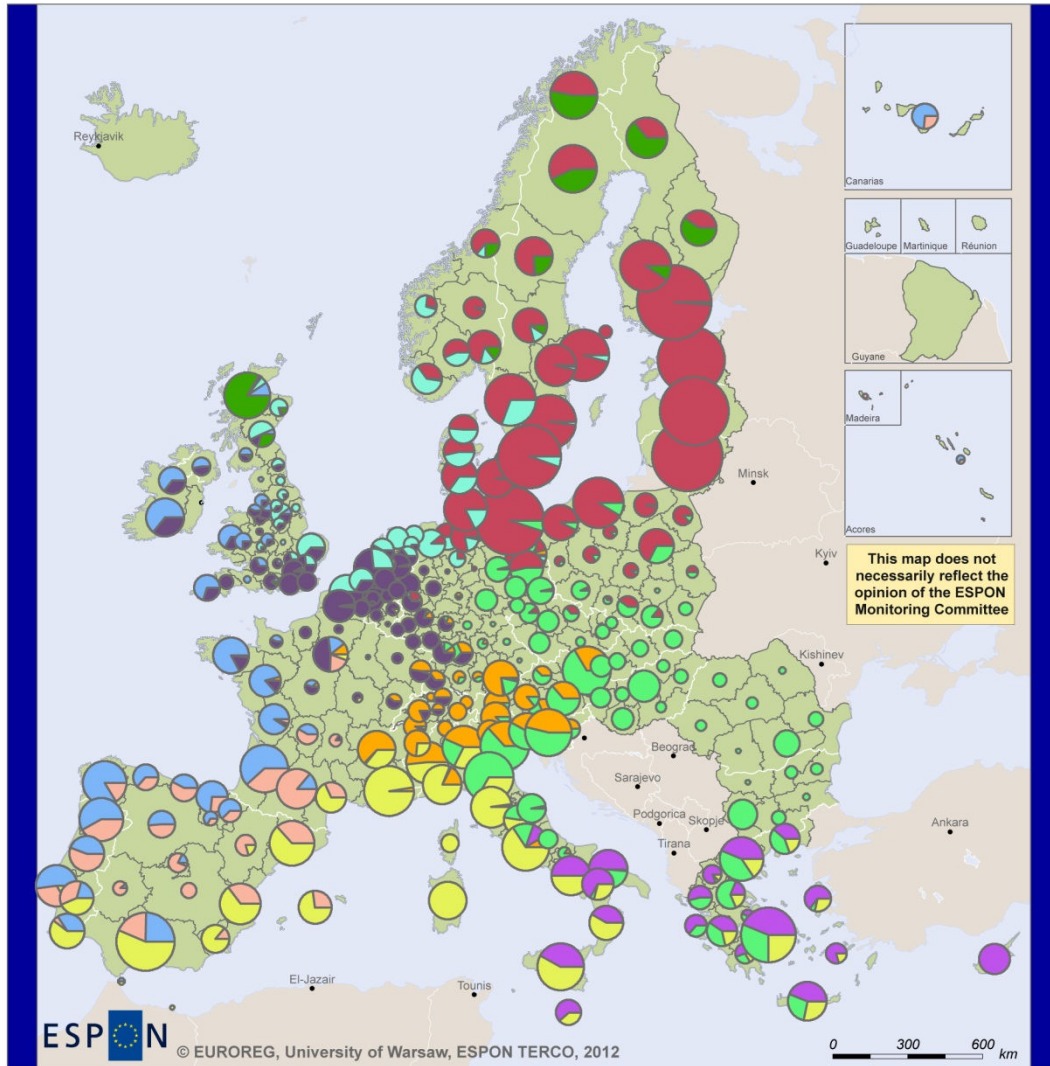 Reykjavik
Canarias
Guadeloupe
Martinique
Réunion
Guyane
Madeira
Acores
Minsk
Kyiv
This map does not
necessarily reflect the
opinion of the ESPON
Monitoring Committee
Kishinev
Beograd
Sarajevo
Podgorica
Skopje
Tirana
Ankara
El-Jazair
Tounis
ESPON
© EUROREG, University of Warsaw, ESPON TERCO, 2012
0 300 600
km